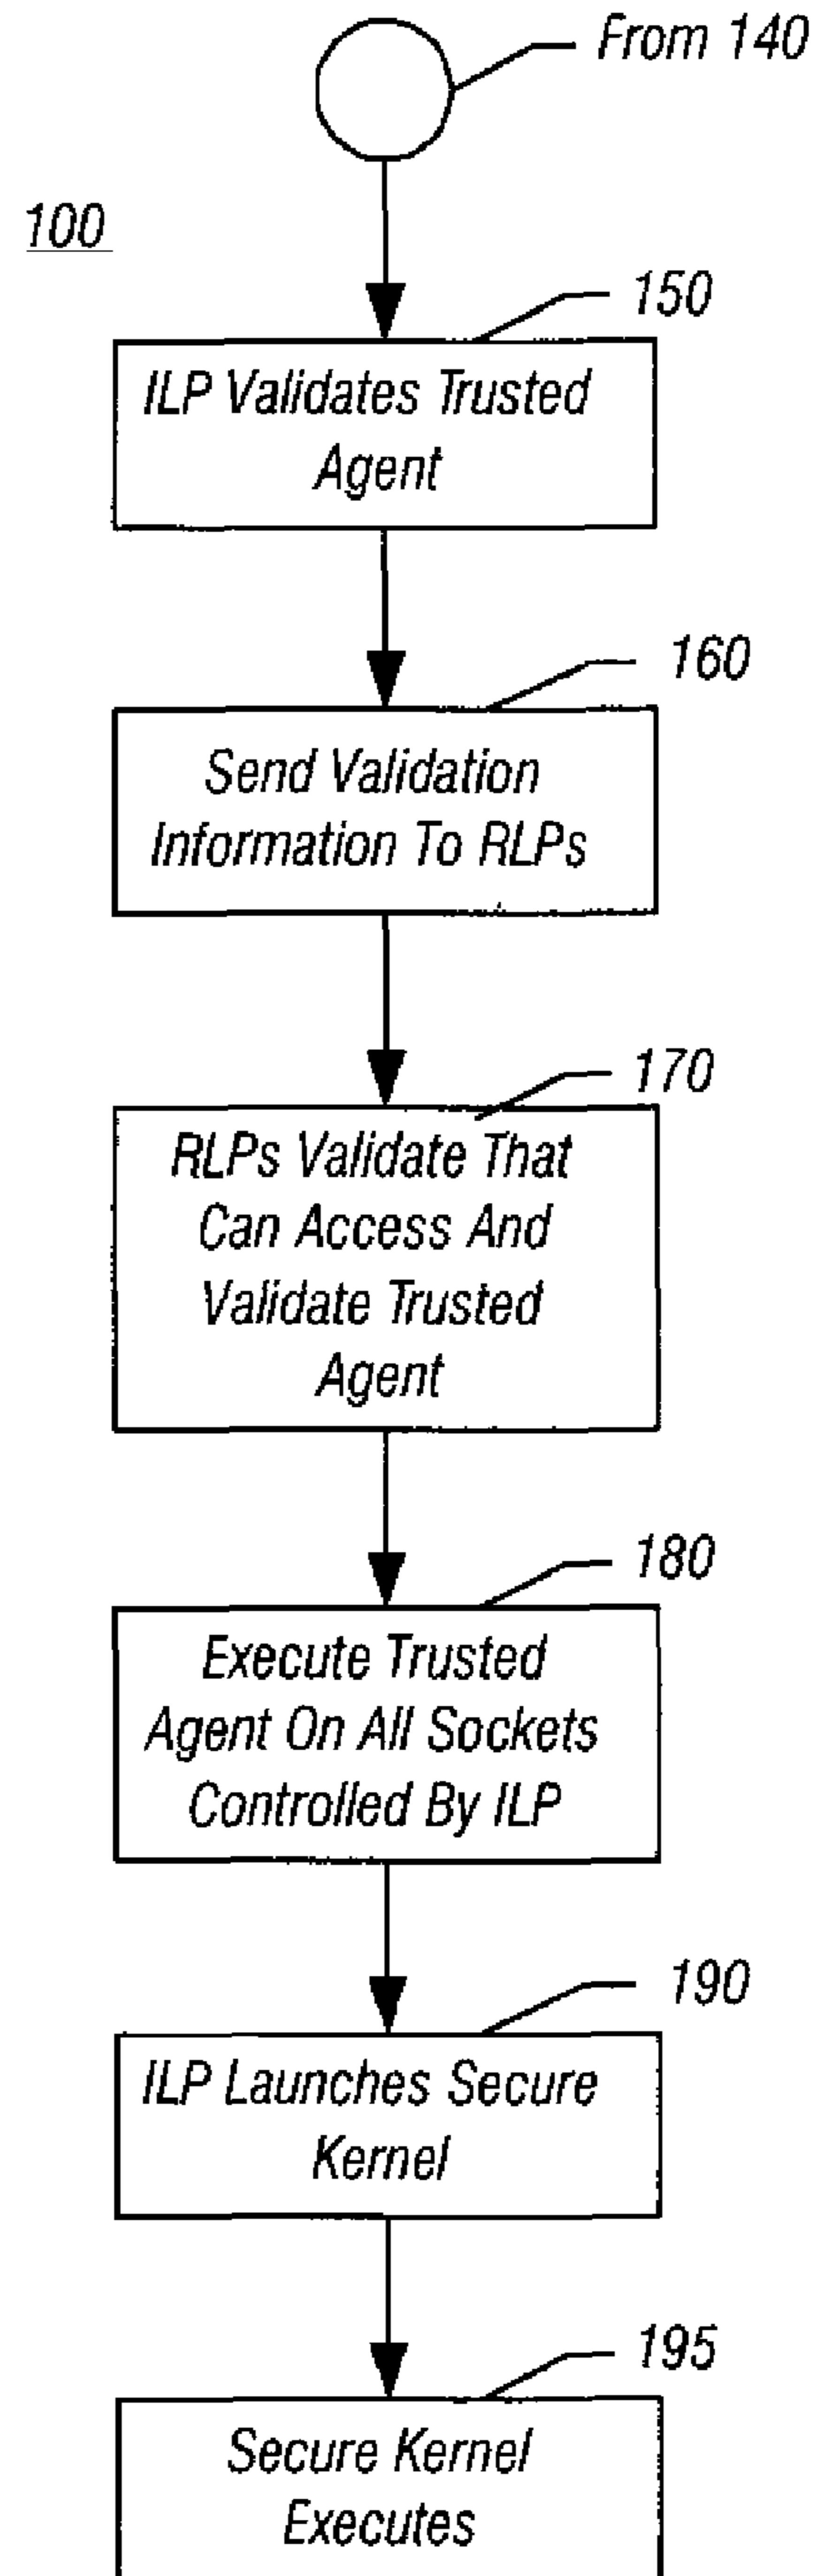 From 140
100
150
ILP Validates Trusted
Agent
160
Send Validation
Information To RLPs
170
RLPs Validate That
Can Access And
Validate Trusted
Agent
180
Execute Trusted
Agent On All Sockets
Controlled By ILP
190
ILP Launches Secure
Kernel
195
Secure Kernel
Executes